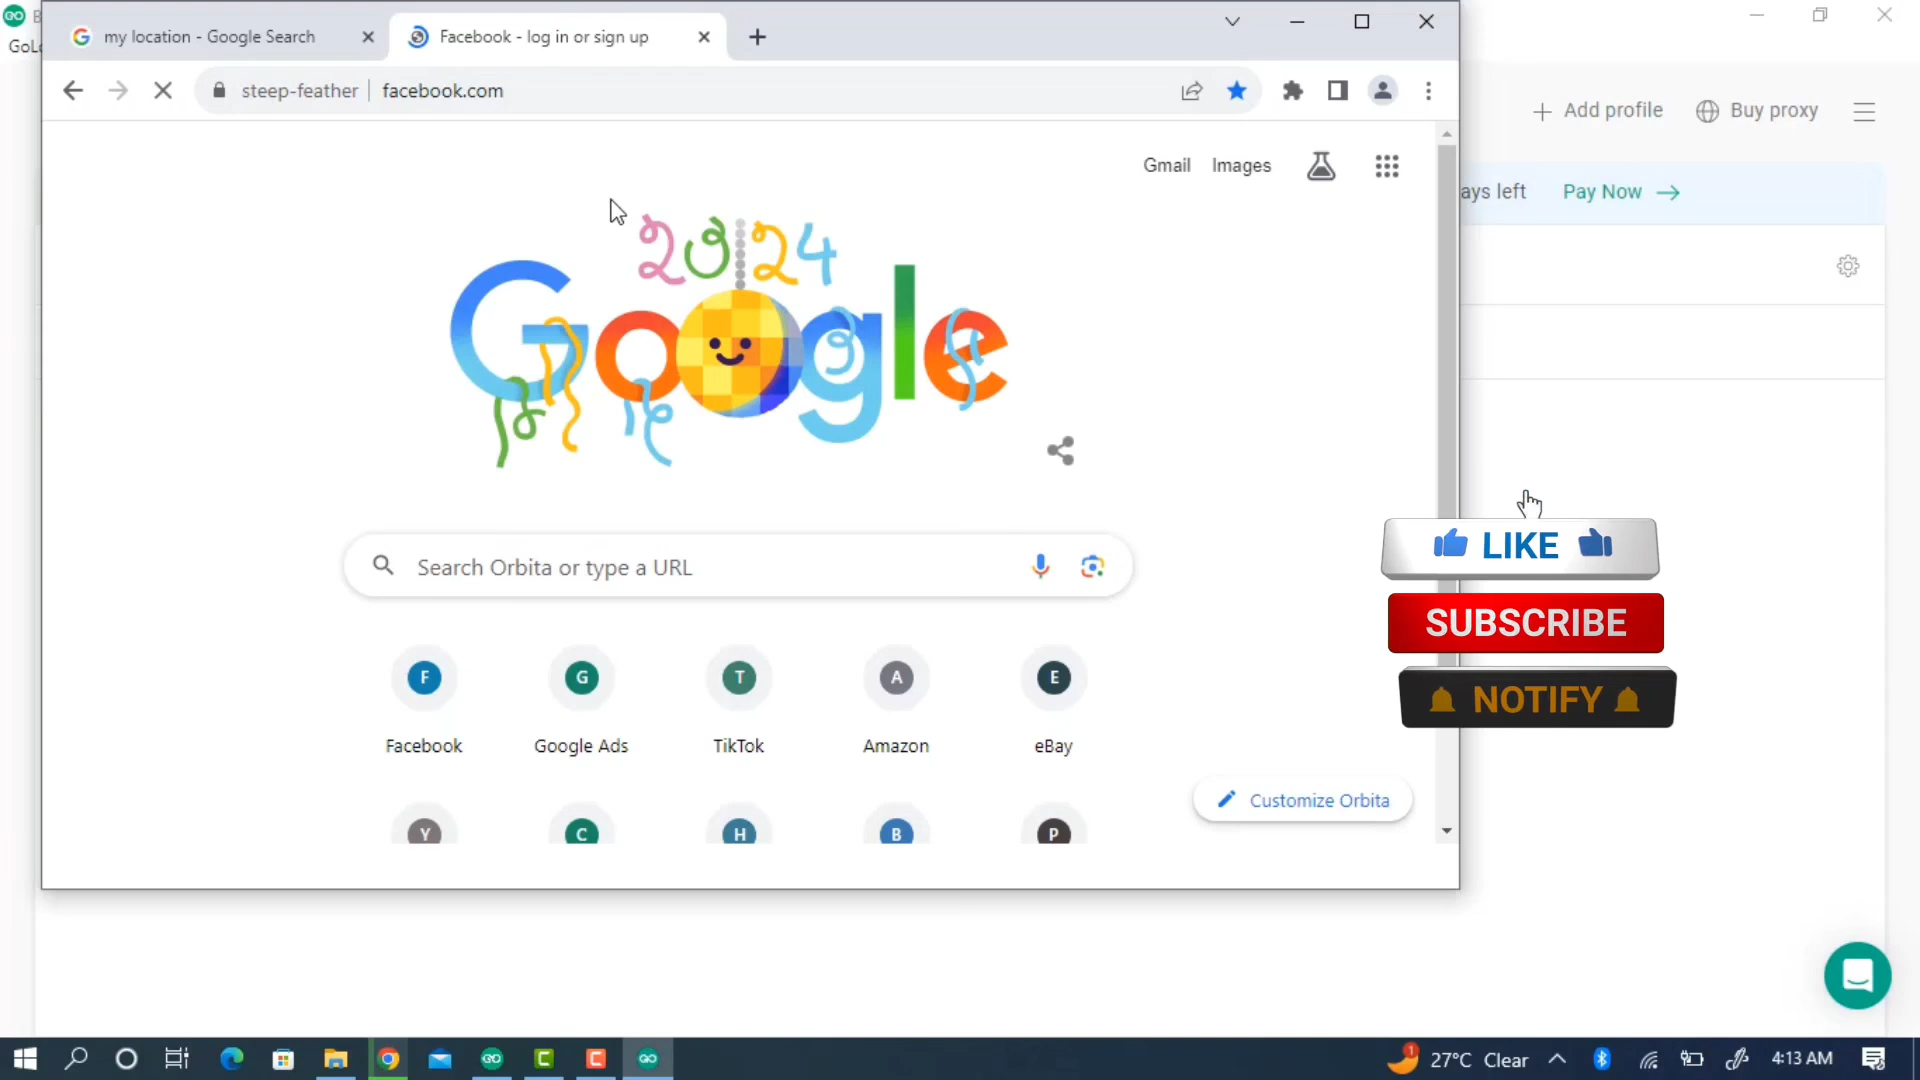 my location - Google Search
Facebook - log in or sign up
GoLo
steep-feather
facebook.com
Add profile
Buy proxy
Gmail
Images
ays left
Pay Now
2024
Google
Search Orbita or type a URL
LIKE
SUBSCRIBE
NOTIFY
F
G
T
A
E
Facebook
Google Ads
TikTok
Amazon
eBay
Customize Orbita
Y
C
H
B
P
27°C Clear
4:13 AM